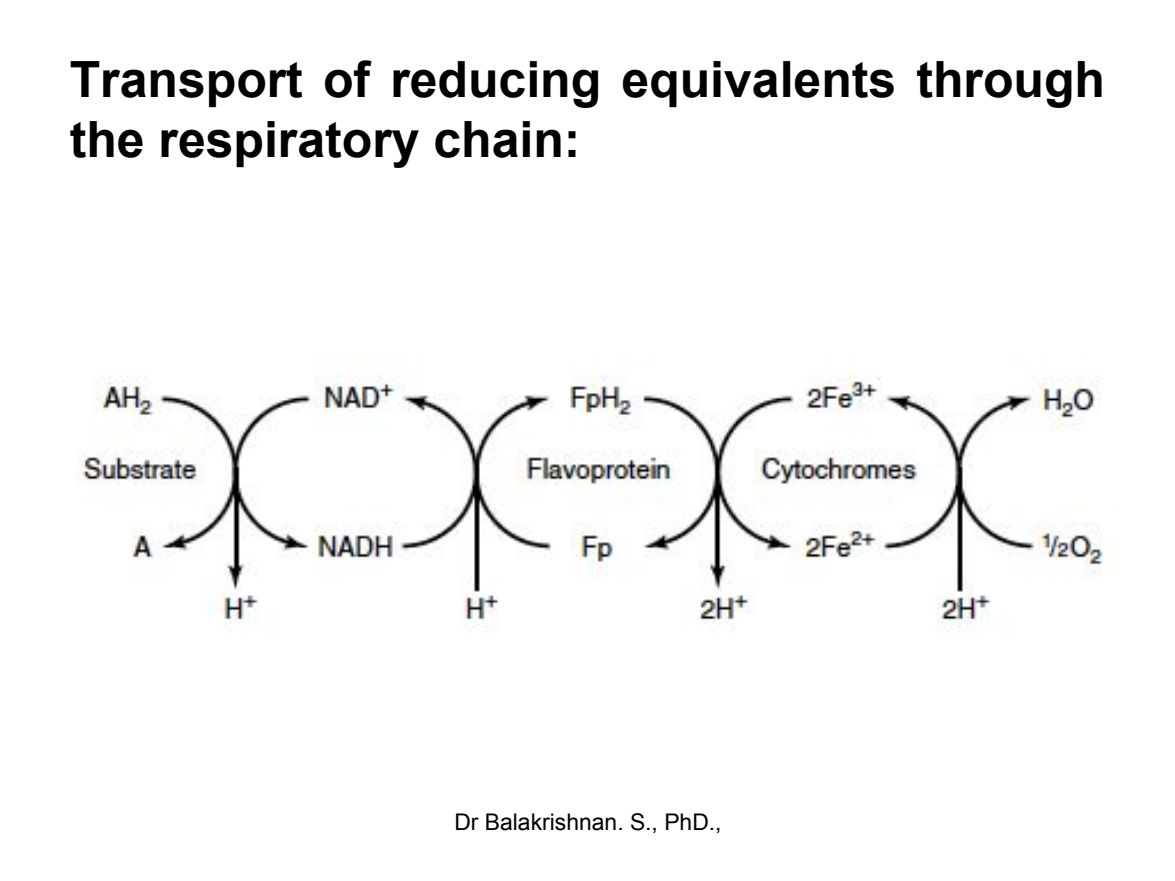 Transport of reducing equivalents through
the respiratory chain:
AH₂ NAD⁺ FpH₂ 2Fe³⁺ H₂O
Substrate Flavoprotein Cytochromes
A NADH Fp 2Fe²⁺ ½O₂
H⁺ H⁺ 2H⁺ 2H⁺
Dr Balakrishnan. S., PhD.,